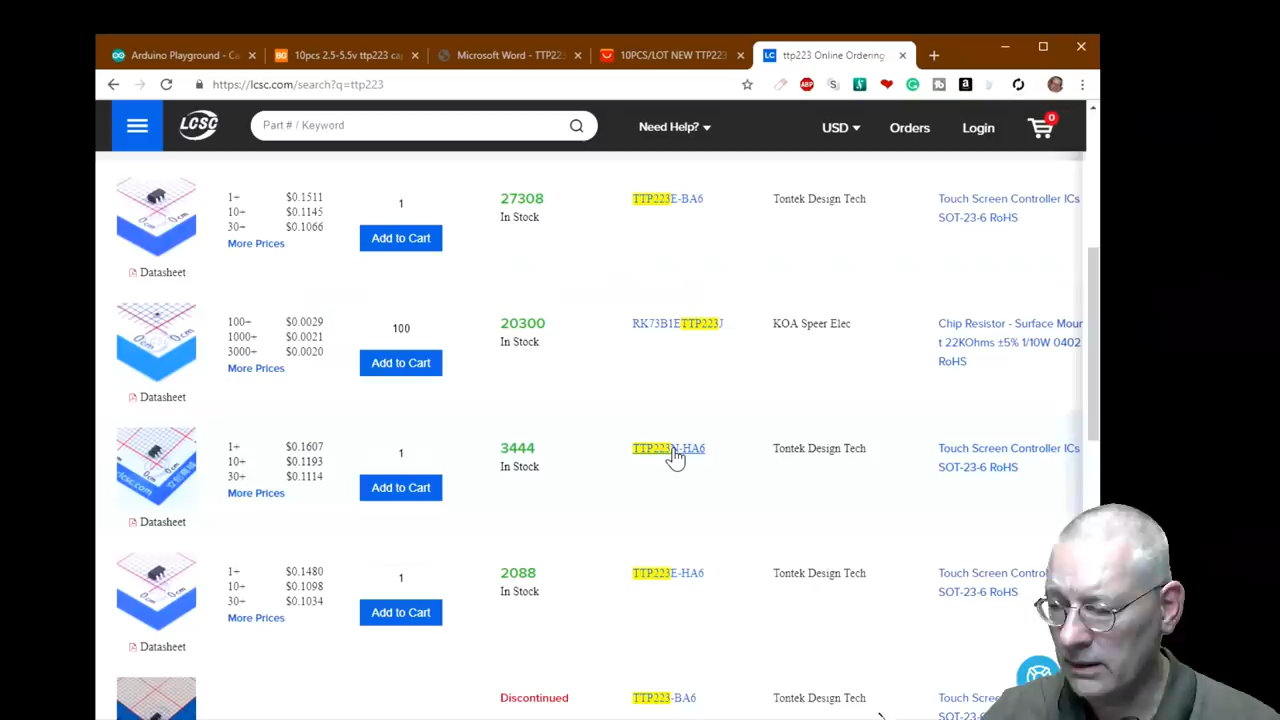 Arduino Playground - Ca
10pcs 2.5-5.5v ttp223 cap
Microsoft Word - TTP223
10PCS/LOT NEW TTP223
LC
ttp223 Online Ordering
https://lcsc.com/search?q=ttp223
ABP
LCSC
Part # / Keyword
Need Help?
USD
Orders
Login
0
1+ $0.1511
10+ $0.1145
30+ $0.1066
More Prices
1
Add to Cart
27308
In Stock
TTP223E-BA6
Tontek Design Tech
Touch Screen Controller ICs
SOT-23-6 RoHS
Datasheet
100+ $0.0029
1000+ $0.0021
3000+ $0.0020
More Prices
100
Add to Cart
20300
In Stock
RK73B1ETTP223J
KOA Speer Elec
Chip Resistor - Surface Moun
t 22KOhms ±5% 1/10W 0402
RoHS
Datasheet
1+ $0.1607
10+ $0.1193
30+ $0.1114
More Prices
1
Add to Cart
3444
In Stock
TTP223N-HA6
Tontek Design Tech
Touch Screen Controller ICs
SOT-23-6 RoHS
Datasheet
1+ $0.1480
10+ $0.1098
30+ $0.1034
More Prices
1
Add to Cart
2088
In Stock
TTP223E-HA6
Tontek Design Tech
Touch Screen Contro
SOT-23-6 RoHS
Datasheet
Discontinued
TTP223-BA6
Tontek Design Tech
Touch Scree